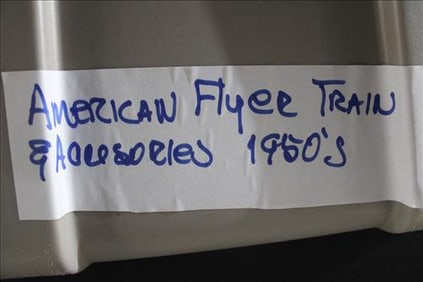 AMERICAN Flyer TRAIN
& ACCESSORIES 1950'S